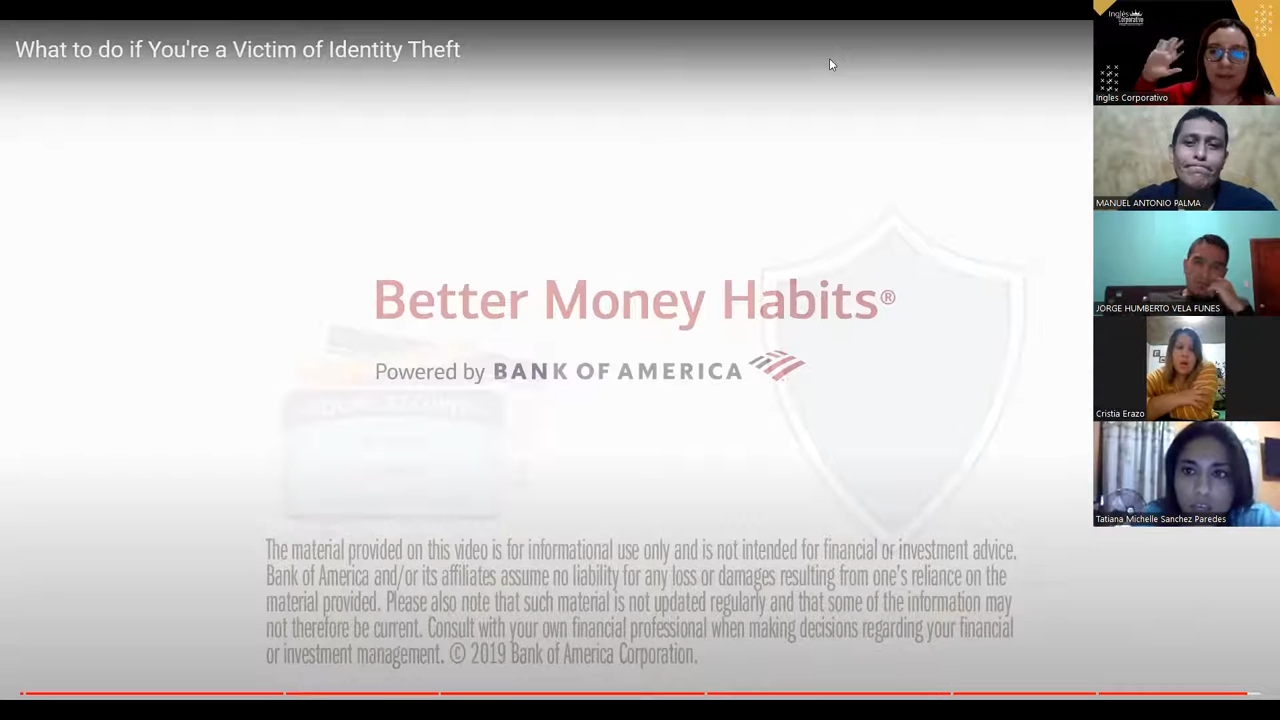 What to do if You're a Victim of Identity Theft
Better Money Habits®
Powered by BANK OF AMERICA
The material provided on this video is for informational use only and is not intended for financial or investment advice.
Bank of America and/or its affiliates assume no liability for any loss or damages resulting from one's reliance on the
material provided. Please also note that such material is not updated regularly and that some of the information may
not therefore be current. Consult with your own financial professional when making decisions regarding your financial
or investment management. © 2019 Bank of America Corporation.
Inglés
Corporativo
Ingles Corporativo
MANUEL ANTONIO PALMA
JORGE HUMBERTO VELA FUNES
Cristia Erazo
Tatiana Michelle Sanchez Paredes